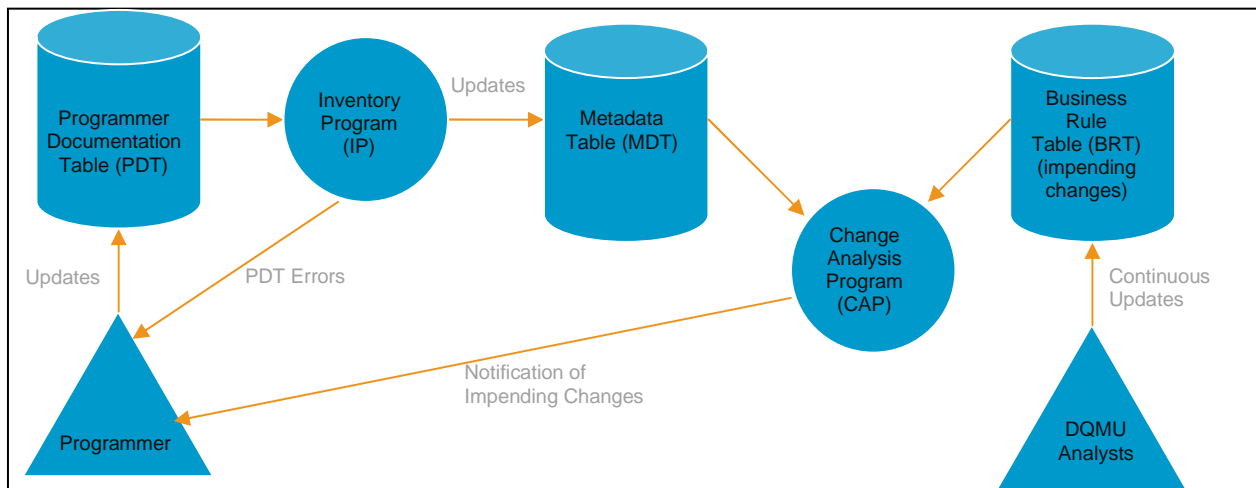 Programmer
Documentation
Table (PDT)
Inventory
Program
(IP)
Updates
Metadata
Table (MDT)
Business
Rule
Table (BRT)
(impending
changes)
Change
Analysis
Program
(CAP)
Updates
PDT Errors
Continuous
Updates
Notification of
Impending Changes
Programmer
DQMU
Analysts